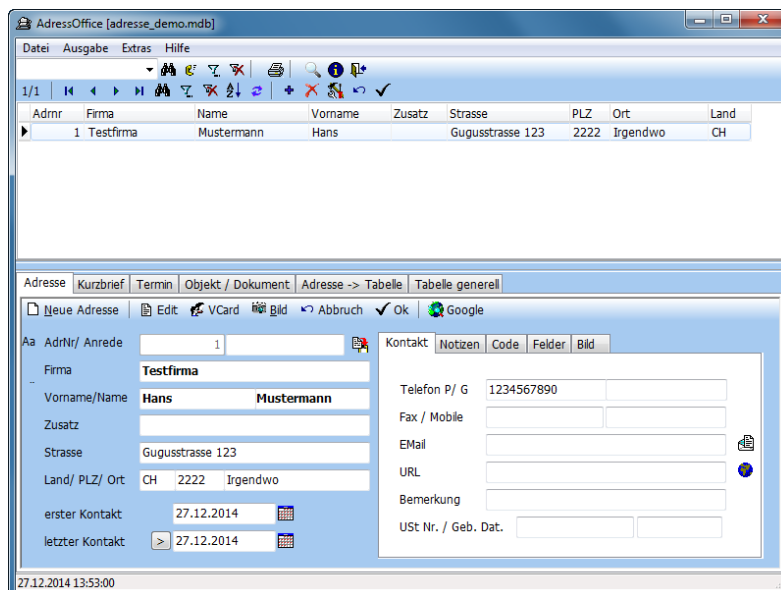 AdressOffice [adresse_demo.mdb]
Datei Ausgabe Extras Hilfe
1/1
Adrnr Firma Name Vorname Zusatz Strasse PLZ Ort Land
1 Testfirma Mustermann Hans Gugusstrasse 123 2222 Irgendwo CH
Adresse Kurzbrief Termin Objekt / Dokument Adresse -> Tabelle Tabelle generell
Neue Adresse Edit VCard Bild Abbruch Ok Google
Aa AdrNr/ Anrede 1
Firma Testfirma
Vorname/Name Hans Mustermann
Zusatz
Strasse Gugusstrasse 123
Land/ PLZ/ Ort CH 2222 Irgendwo
erster Kontakt 27.12.2014
letzter Kontakt > 27.12.2014
Kontakt Notizen Code Felder Bild
Telefon P/ G 1234567890
Fax / Mobile
EMail
URL
Bemerkung
USt Nr. / Geb. Dat.
27.12.2014 13:53:00